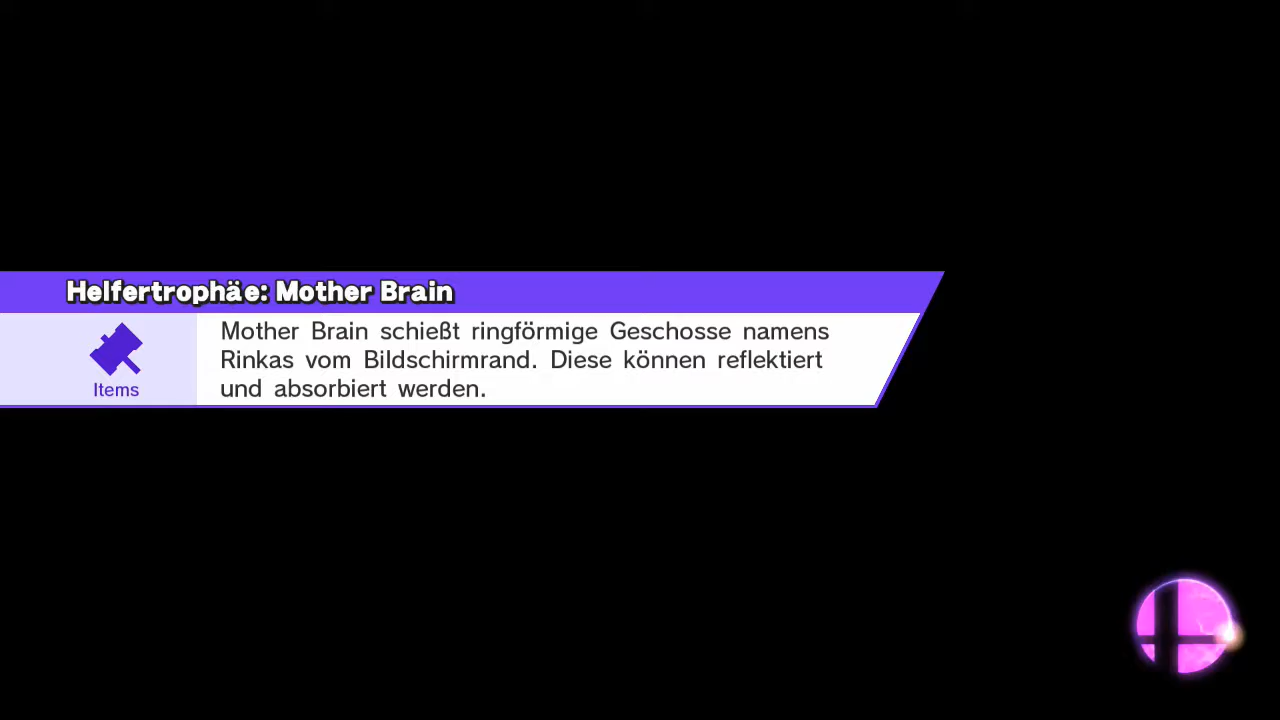 Helfertrophäe: Mother Brain
Mother Brain schießt ringförmige Geschosse namens
Rinkas vom Bildschirmrand. Diese können reflektiert
und absorbiert werden.
Items